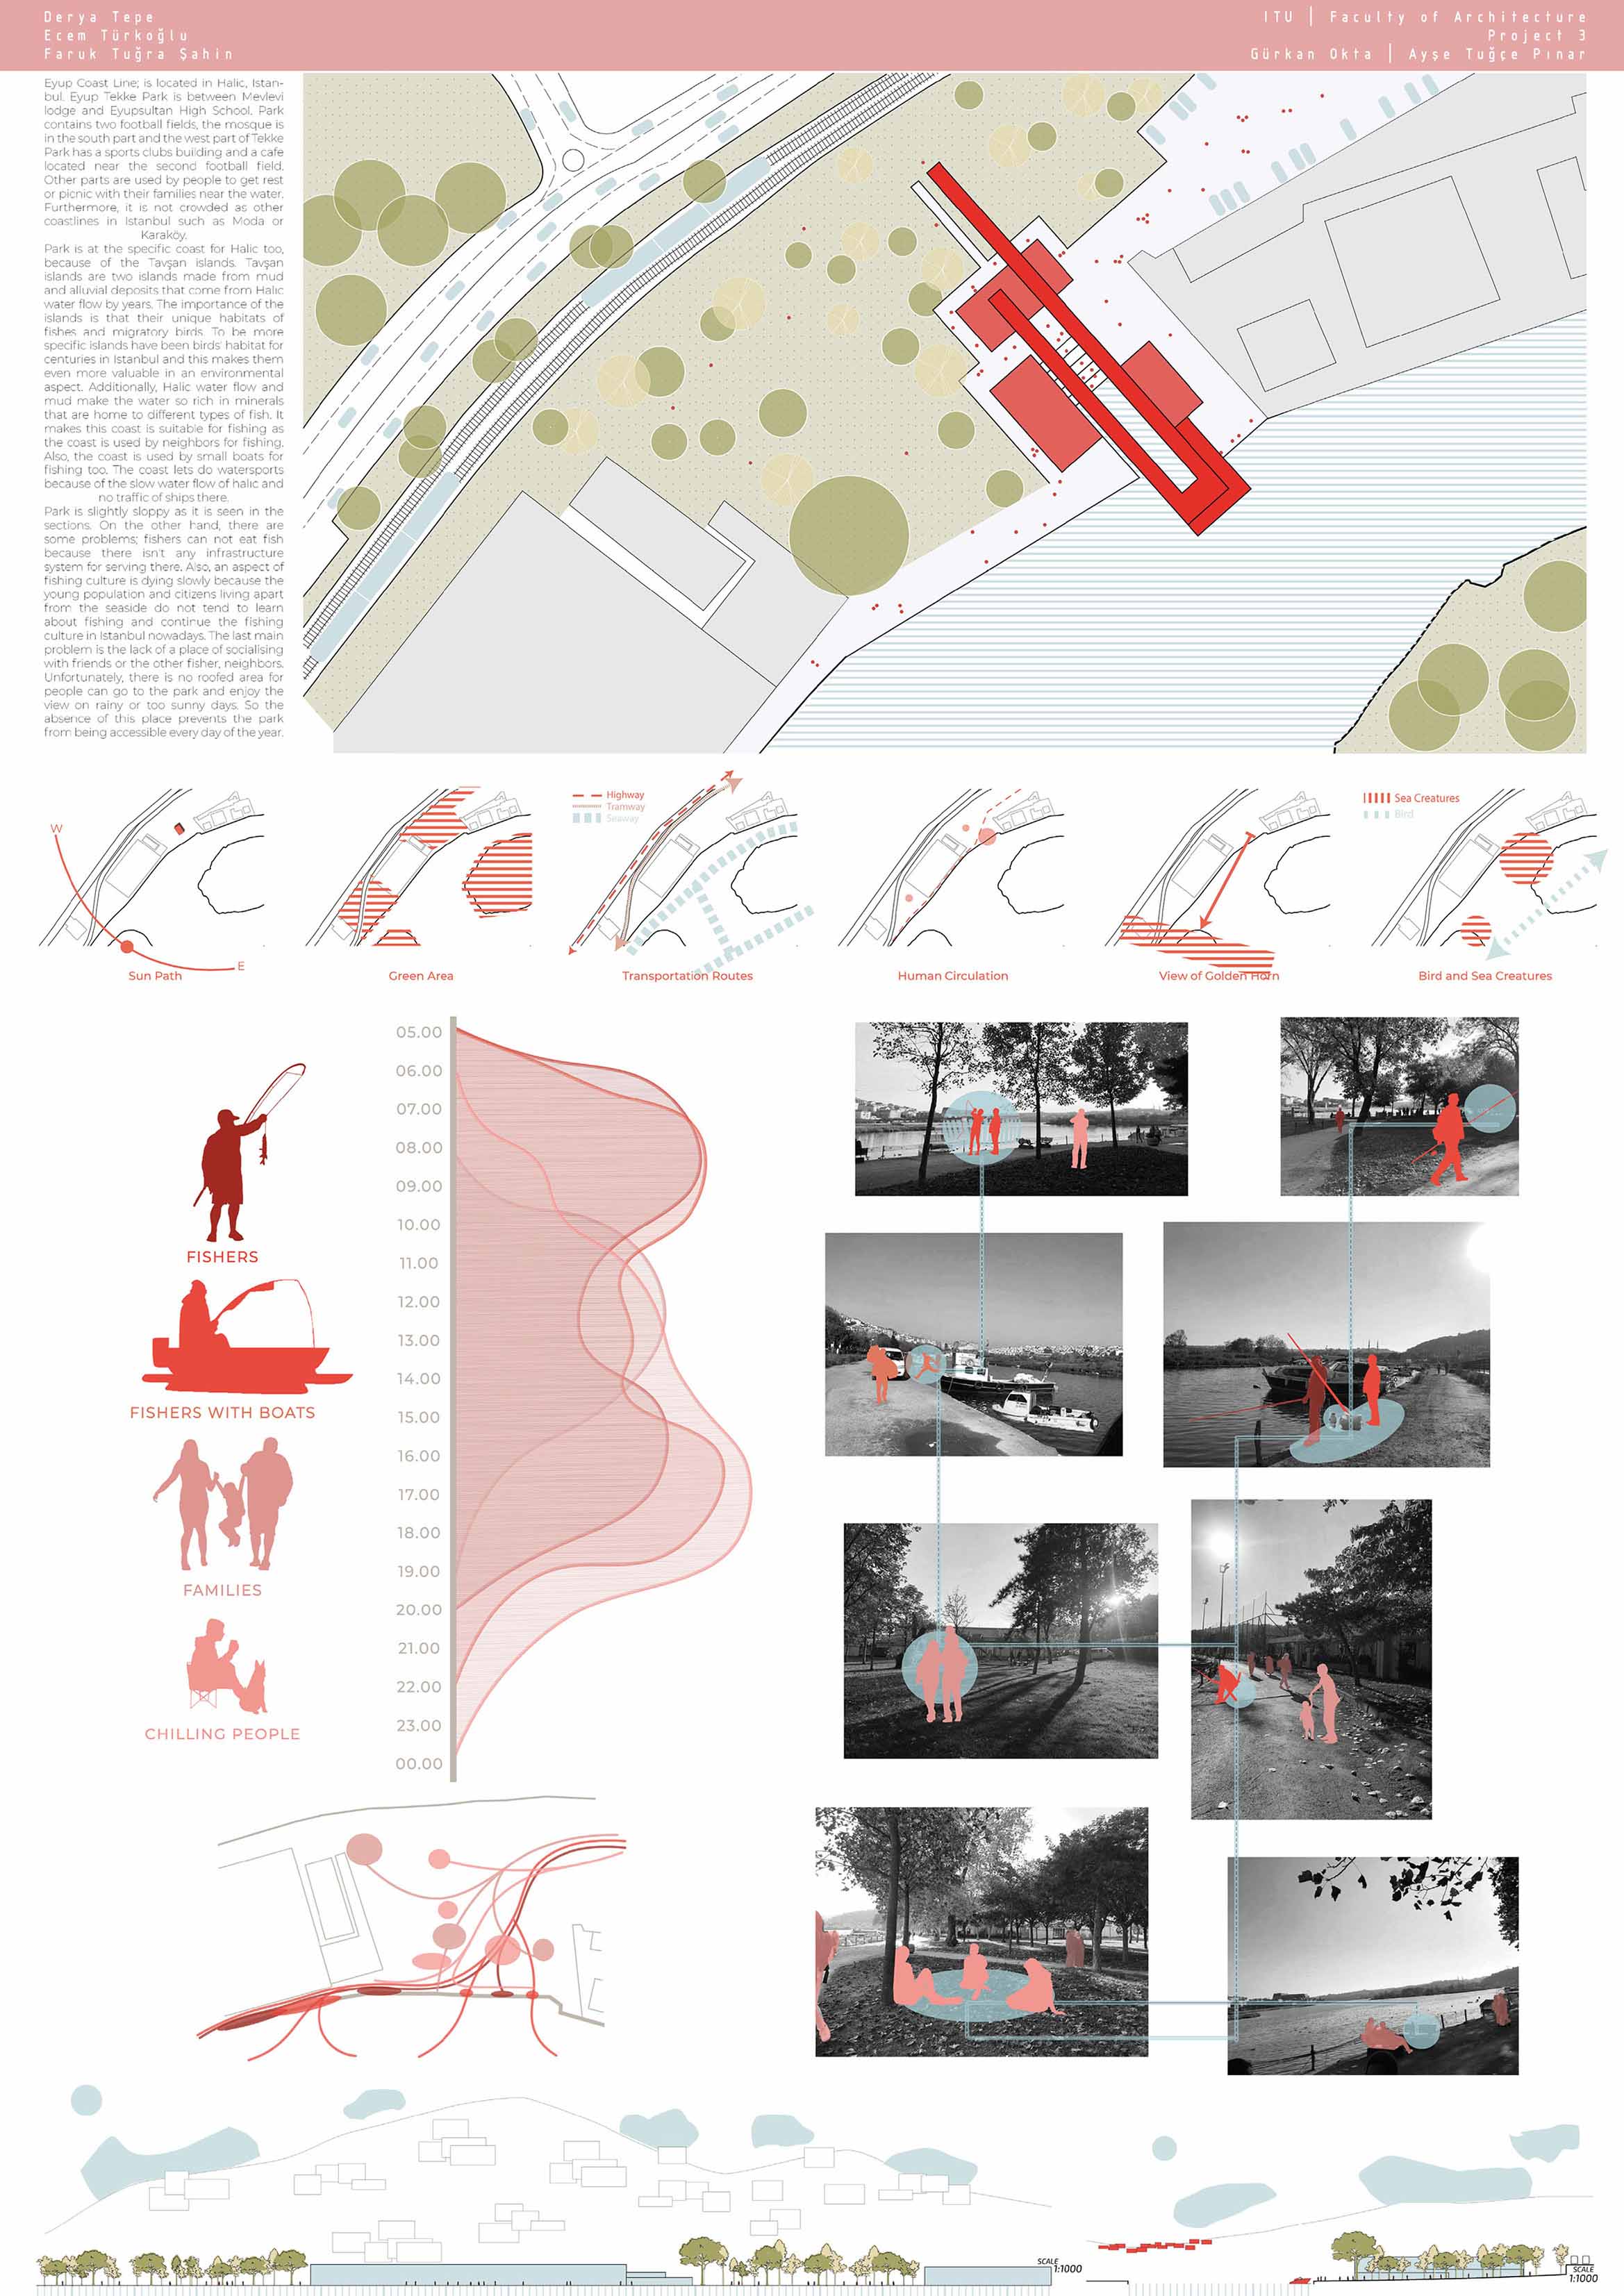 Derya Tepe
Ecem Türkoğlu
Faruk Tuğra Şahin
ITU | Faculty of Architecture
Project 3
Gürkan Okta | Ayşe Tuğçe Pınar
Eyup Coast Line; is located in Halic, Istan-
bul. Eyup Tekke Park is between Mevlevi
lodge and Eyupsultan High School. Park
contains two football fields, the mosque is
in the south part and the west part of Tekke
Park has a sports clubs building and a cafe
located near the second football field.
Other parts are used by people to get rest
or picnic with their families near the water.
Furthermore, it is not crowded as other
coastlines in Istanbul such as Moda or
Karaköy.
Park is at the specific coast for Halic too,
because of the Tavşan islands. Tavşan
islands are two islands made from mud
and alluvial deposits that come from Halic
water flow by years. The importance of the
islands is that their unique habitats of
fishes and migratory birds. To be more
specific islands have been birds' habitat for
centuries in Istanbul and this makes them
even more valuable in an environmental
aspect. Additionally, Halic water flow and
mud make the water so rich in minerals
that are home to different types of fish. It
makes this coast is suitable for fishing as
the coast is used by neighbors for fishing.
Also, the coast is used by small boats for
fishing too. The coast lets do watersports
because of the slow water flow of halic and
no traffic of ships there.
Park is slightly sloppy as it is seen in the
sections. On the other hand, there are
some problems; fishers can not eat fish
because there isn't any infrastructure
system for serving there. Also, an aspect of
fishing culture is dying slowly because the
young population and citizens living apart
from the seaside do not tend to learn
about fishing and continue the fishing
culture in Istanbul nowadays. The last main
problem is the lack of a place of socialising
with friends or the other fisher, neighbors.
Unfortunately, there is no roofed area for
people can go to the park and enjoy the
view on rainy or too sunny days. So the
absence of this place prevents the park
from being accessible every day of the year.
W
E
Sun Path
Green Area
Highway
Tramway
Seaway
Transportation Routes
Human Circulation
View of Golden Horn
Sea Creatures
Bird
Bird and Sea Creatures
FISHERS
FISHERS WITH BOATS
FAMILIES
CHILLING PEOPLE
05.00
06.00
07.00
08.00
09.00
10.00
11.00
12.00
13.00
14.00
15.00
16.00
17.00
18.00
19.00
20.00
21.00
22.00
23.00
00.00
SCALE
1:1000
SCALE
1:1000